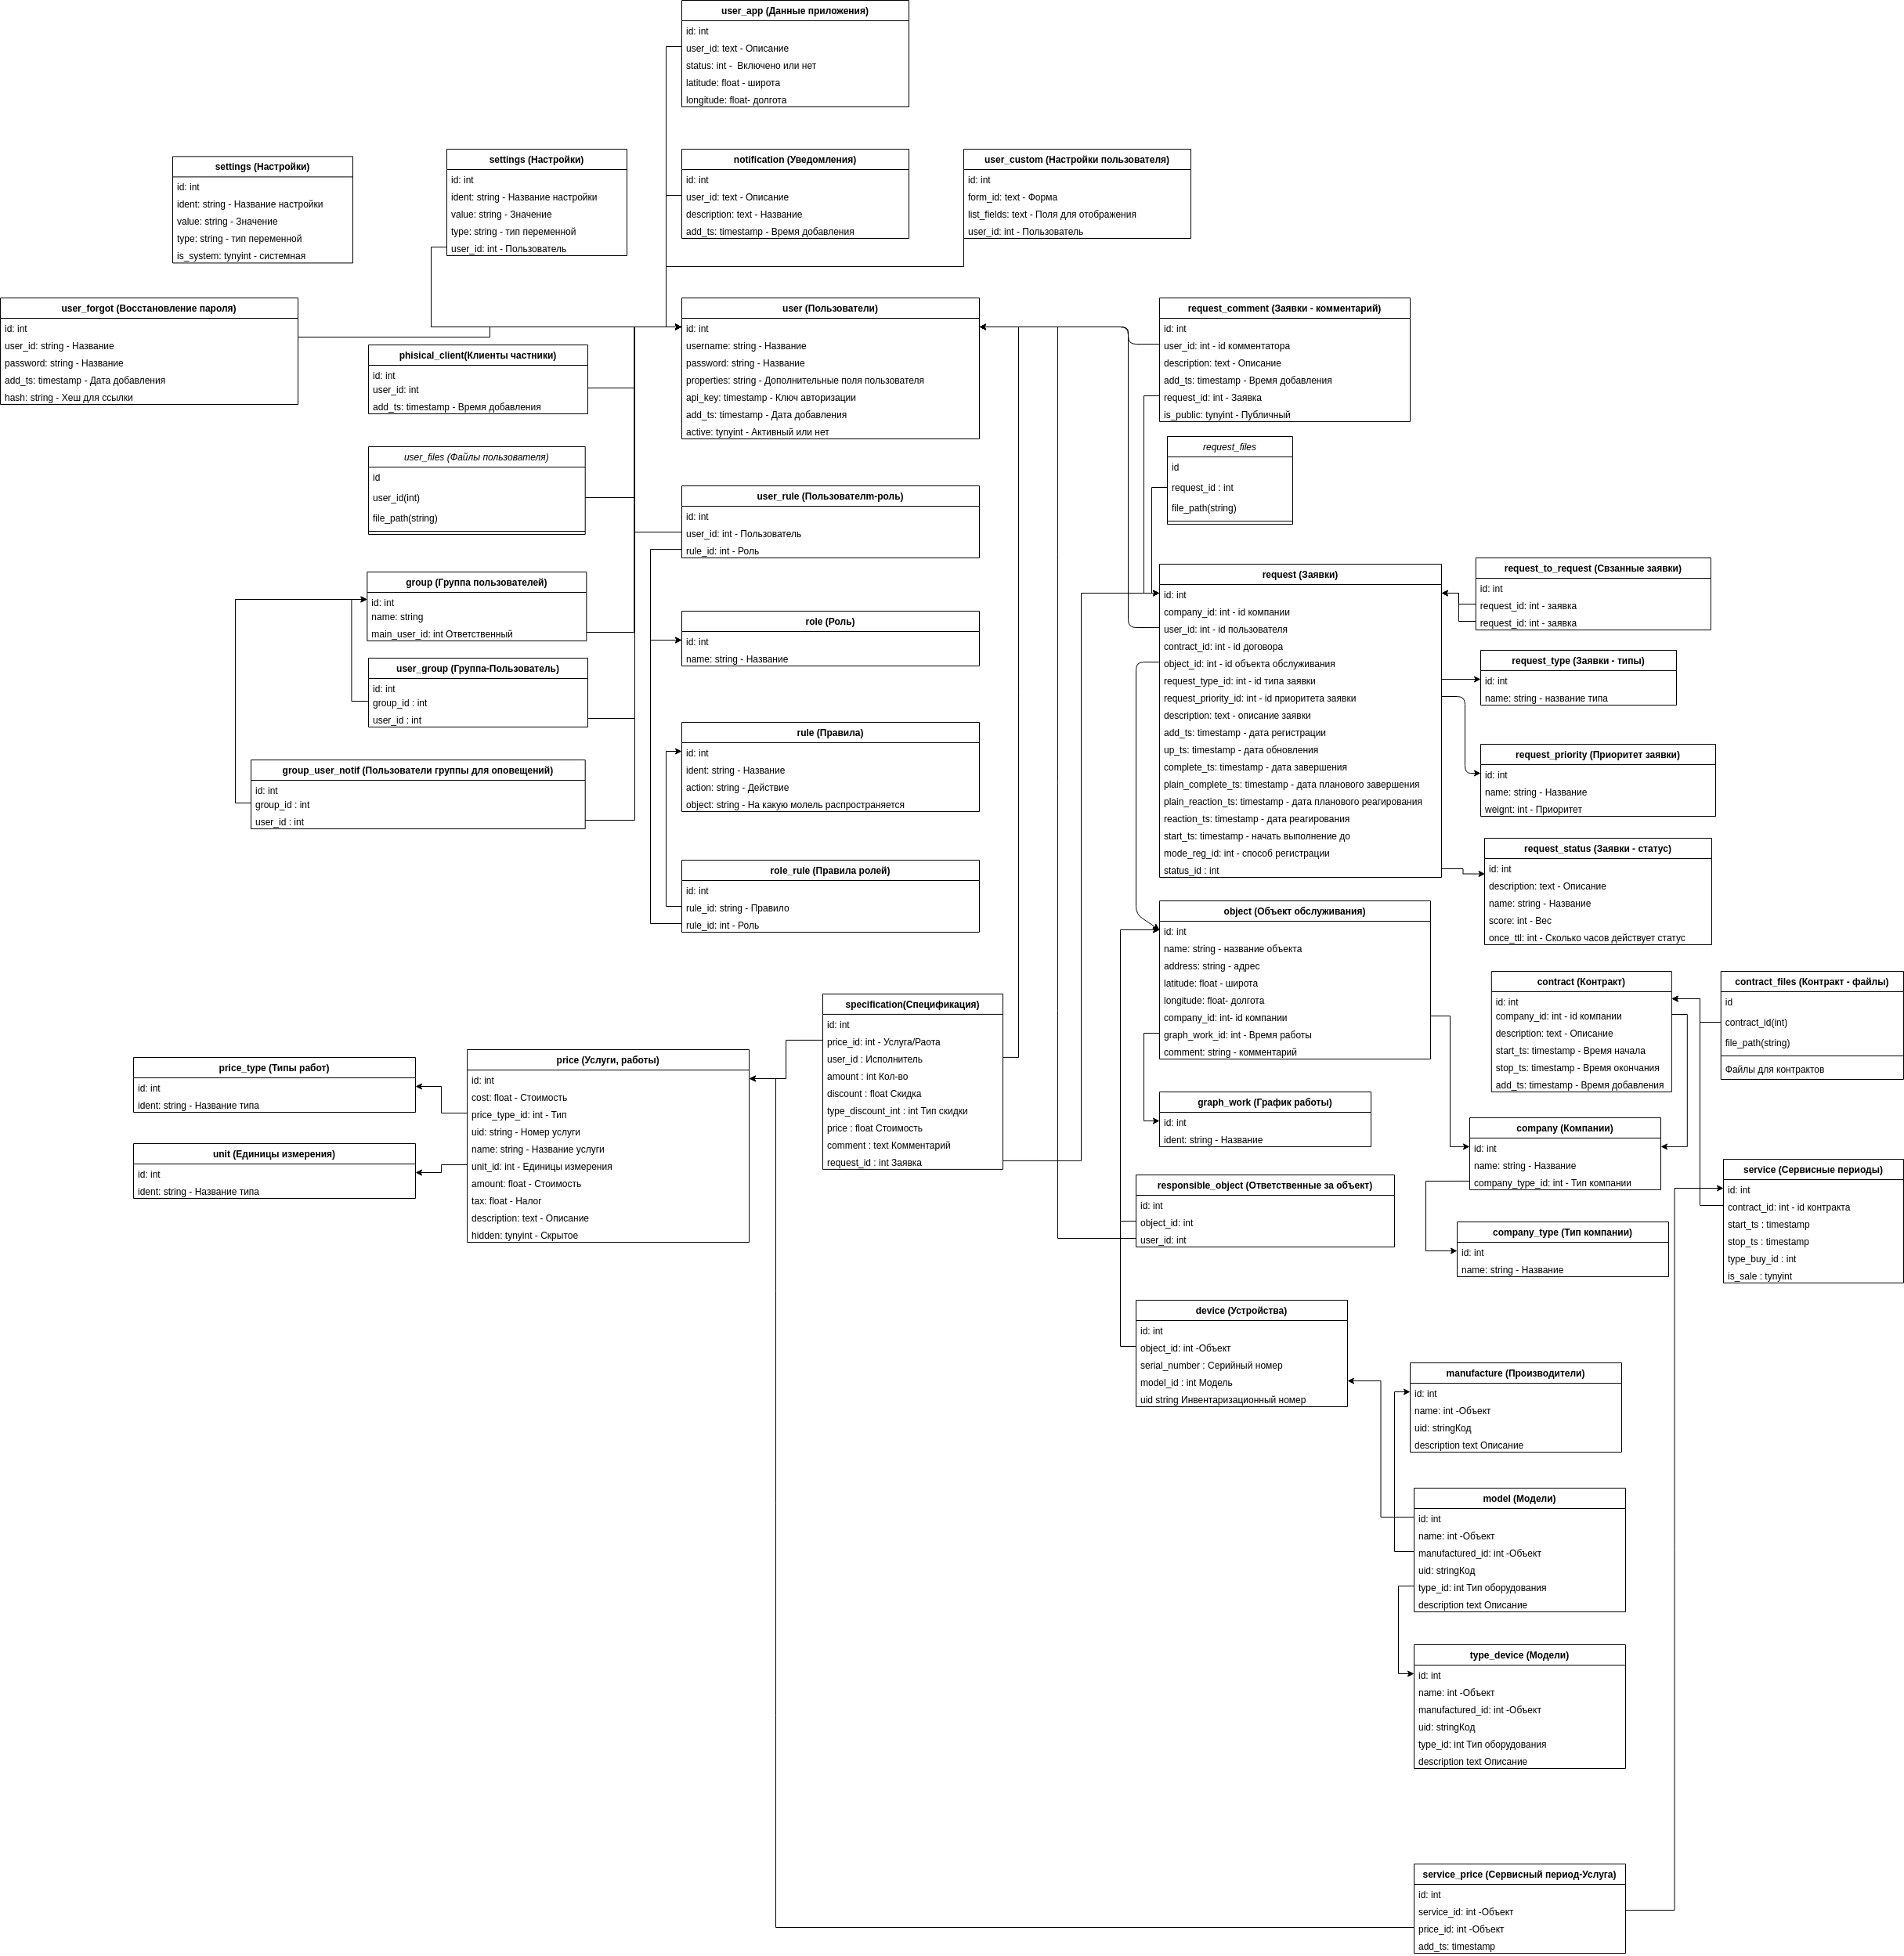 user_app (Данные приложения)
id: int
user_id: text - Описание
status: int - Включено или нет
latitude: float - широта
longitude: float- долгота
settings (Настройки)
id: int
ident: string - Название настройки
value: string - Значение
type: string - тип переменной
is_system: tynyint - системная
settings (Настройки)
id: int
ident: string - Название настройки
value: string - Значение
type: string - тип переменной
user_id: int - Пользователь
notification (Уведомления)
id: int
user_id: text - Описание
description: text - Название
add_ts: timestamp - Время добавления
user_custom (Настройки пользователя)
id: int
form_id: text - Форма
list_fields: text - Поля для отображения
user_id: int - Пользователь
user_forgot (Восстановление пароля)
id: int
user_id: string - Название
password: string - Название
add_ts: timestamp - Дата добавления
hash: string - Хеш для ссылки
phisical_client(Клиенты частники)
id: int
user_id: int
add_ts: timestamp - Время добавления
user (Пользователи)
id: int
username: string - Название
password: string - Название
properties: string - Дополнительные поля пользователя
api_key: timestamp - Ключ авторизации
add_ts: timestamp - Дата добавления
active: tynyint - Активный или нет
request_comment (Заявки - комментарий)
id: int
user_id: int - id комментатора
description: text - Описание
add_ts: timestamp - Время добавления
request_id: int - Заявка
is_public: tynyint - Публичный
user_files (Файлы пользователя)
id
user_id(int)
file_path(string)
request_files
id
request_id : int
file_path(string)
user_rule (Пользователm-роль)
id: int
user_id: int - Пользователь
rule_id: int - Роль
group (Группа пользователей)
id: int
name: string
main_user_id: int Ответственный
role (Роль)
id: int
name: string - Название
user_group (Группа-Пользователь)
id: int
group_id : int
user_id : int
rule (Правила)
id: int
ident: string - Название
action: string - Действие
object: string - На какую молель распространяется
group_user_notif (Пользователи группы для оповещений)
id: int
group_id : int
user_id : int
role_rule (Правила ролей)
id: int
rule_id: string - Правило
rule_id: int - Роль
request (Заявки)
id: int
company_id: int - id компании
user_id: int - id пользователя
contract_id: int - id договора
object_id: int - id объекта обслуживания
request_type_id: int - id типа заявки
request_priority_id: int - id приоритета заявки
description: text - описание заявки
add_ts: timestamp - дата регистрации
up_ts: timestamp - дата обновления
complete_ts: timestamp - дата завершения
plain_complete_ts: timestamp - дата планового завершения
plain_reaction_ts: timestamp - дата планового реагирования
reaction_ts: timestamp - дата реагирования
start_ts: timestamp - начать выполнение до
mode_reg_id: int - способ регистрации
status_id : int
request_to_request (Свзанные заявки)
id: int
request_id: int - заявка
request_id: int - заявка
request_type (Заявки - типы)
id: int
name: string - название типа
request_priority (Приоритет заявки)
id: int
name: string - Название
weignt: int - Приоритет
request_status (Заявки - статус)
id: int
description: text - Описание
name: string - Название
score: int - Вес
once_ttl: int - Сколько часов действует статус
object (Объект обслуживания)
id: int
name: string - название объекта
address: string - адрес
latitude: float - широта
longitude: float- долгота
company_id: int- id компании
graph_work_id: int - Время работы
comment: string - комментарий
contract (Контракт)
id: int
company_id: int - id компании
description: text - Описание
start_ts: timestamp - Время начала
stop_ts: timestamp - Время окончания
add_ts: timestamp - Время добавления
contract_files (Контракт - файлы)
id
contract_id(int)
file_path(string)
Файлы для контрактов
specification(Спецификация)
id: int
price_id: int - Услуга/Раота
user_id : Исполнитель
amount : int Кол-во
discount : float Скидка
type_discount_int : int Тип скидки
price : float Стоимость
comment : text Комментарий
request_id : int Заявка
price_type (Типы работ)
id: int
ident: string - Название типа
unit (Единицы измерения)
id: int
ident: string - Название типа
price (Услуги, работы)
id: int
cost: float - Стоимость
price_type_id: int - Тип
uid: string - Номер услуги
name: string - Название услуги
unit_id: int - Единицы измерения
amount: float - Стоимость
tax: float - Налог
description: text - Описание
hidden: tynyint - Скрытое
graph_work (График работы)
id: int
ident: string - Название
company (Компании)
id: int
name: string - Название
company_type_id: int - Тип компании
service (Сервисные периоды)
id: int
contract_id: int - id контракта
start_ts : timestamp
stop_ts : timestamp
type_buy_id : int
is_sale : tynyint
responsible_object (Ответственные за объект)
id: int
object_id: int
user_id: int
company_type (Тип компании)
id: int
name: string - Название
device (Устройства)
id: int
object_id: int -Объект
serial_number : Серийный номер
model_id : int Модель
uid string Инвентаризационный номер
manufacture (Производители)
id: int
name: int -Объект
uid: stringКод
description text Описание
model (Модели)
id: int
name: int -Объект
manufactured_id: int -Объект
uid: stringКод
type_id: int Тип оборудования
description text Описание
type_device (Модели)
id: int
name: int -Объект
manufactured_id: int -Объект
uid: stringКод
type_id: int Тип оборудования
description text Описание
service_price (Сервисный период-Услуга)
id: int
service_id: int -Объект
price_id: int -Объект
add_ts: timestamp